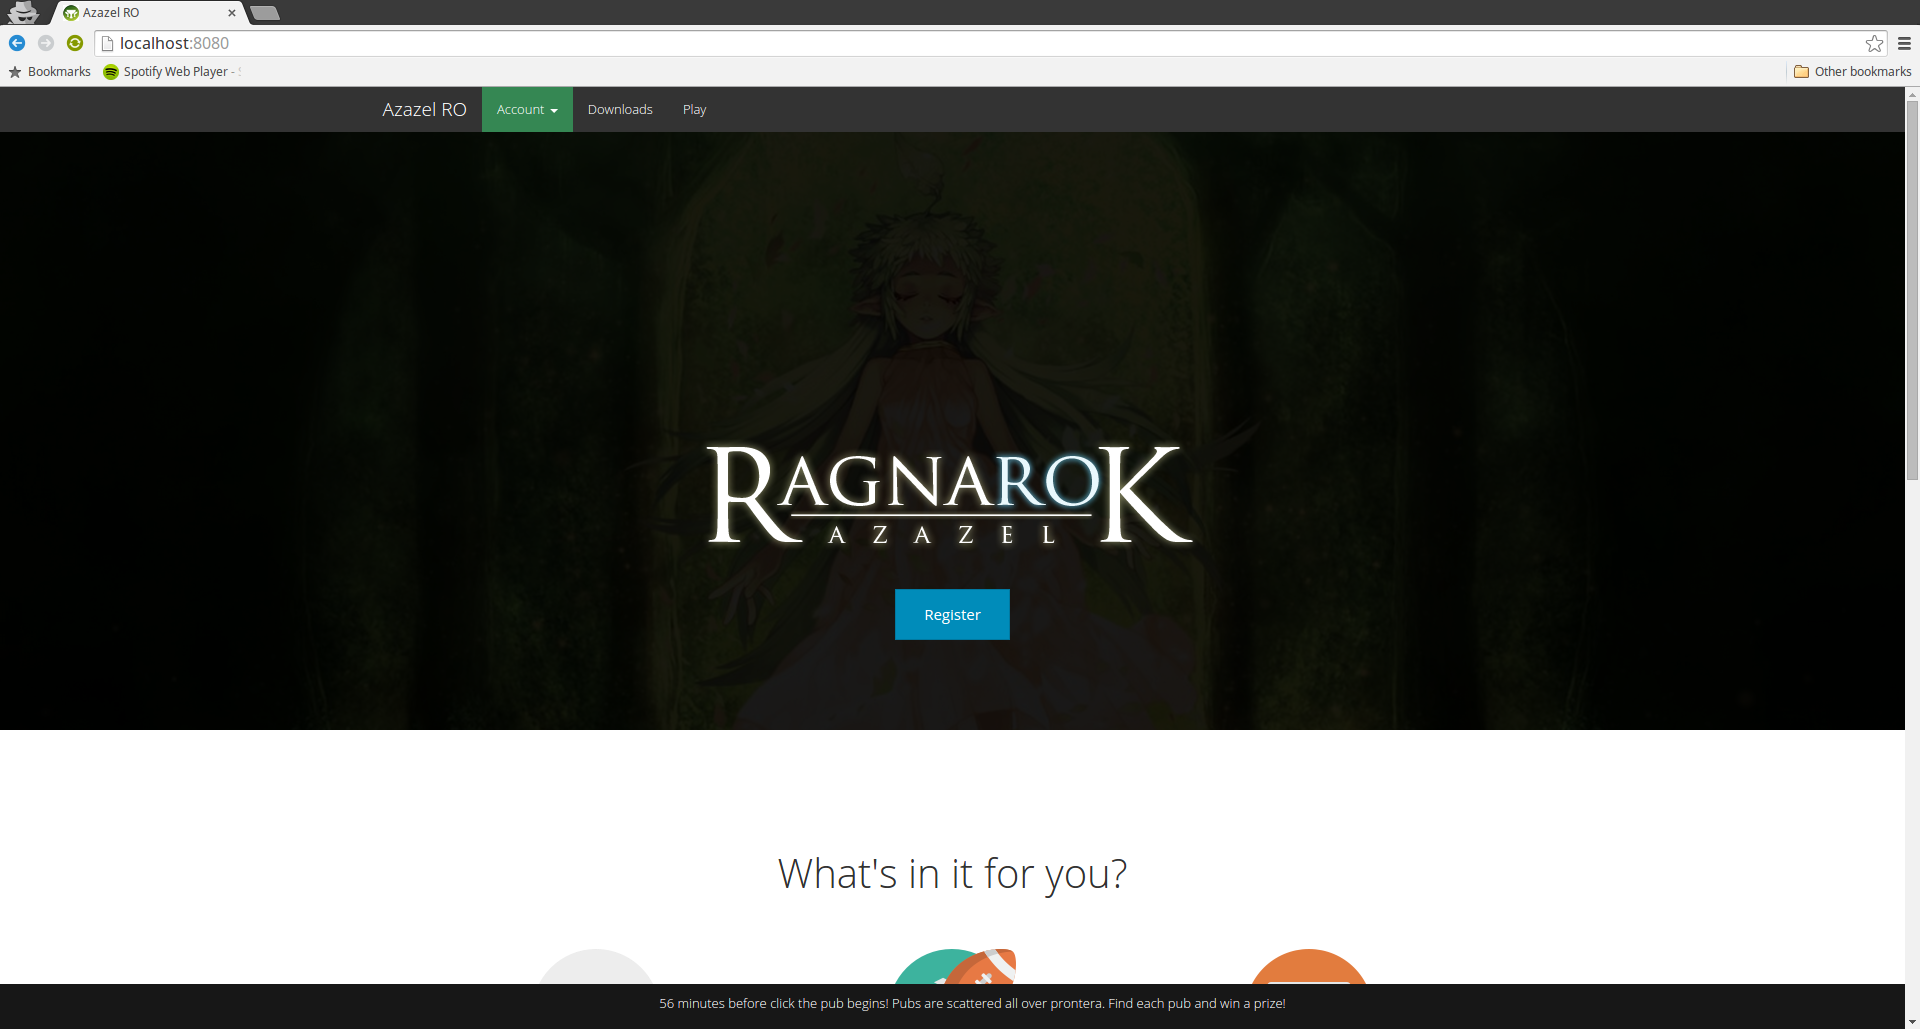 Azazel RO
localhost:8080
Bookmarks Spotify Web Player - Other bookmarks
Azazel RO Account Downloads Play
RAGNAROK
AZAZEL
Register
What's in it for you?
56 minutes before click the pub begins! Pubs are scattered all over prontera. Find each pub and win a prize!